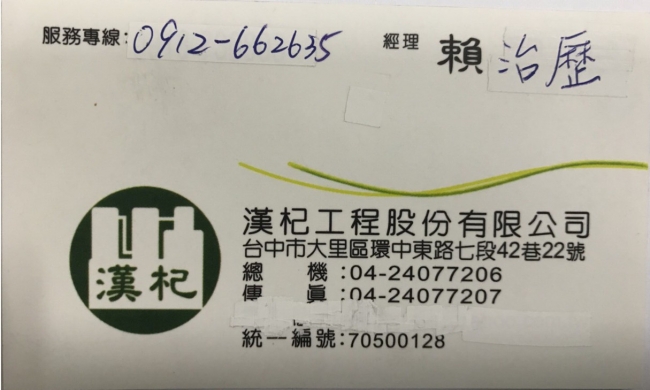 服務專線:0912-662635 經理 賴治歷
漢杞工程股份有限公司
台中市大里區環中東路七段42巷22號
總 機:04-24077206
傳 真:04-24077207
統一編號:70500128
漢杞